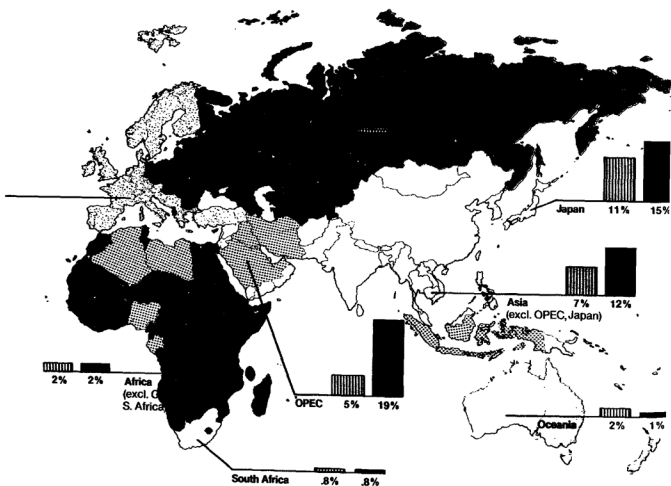 Japan
11% 15%
7% 12%
Asia
(excl. OPEC, Japan)
2% 2%
Africa
(excl.
S. Africa,
OPEC
5% 19%
Oceania
2% 1%
South Africa
.8% .8%